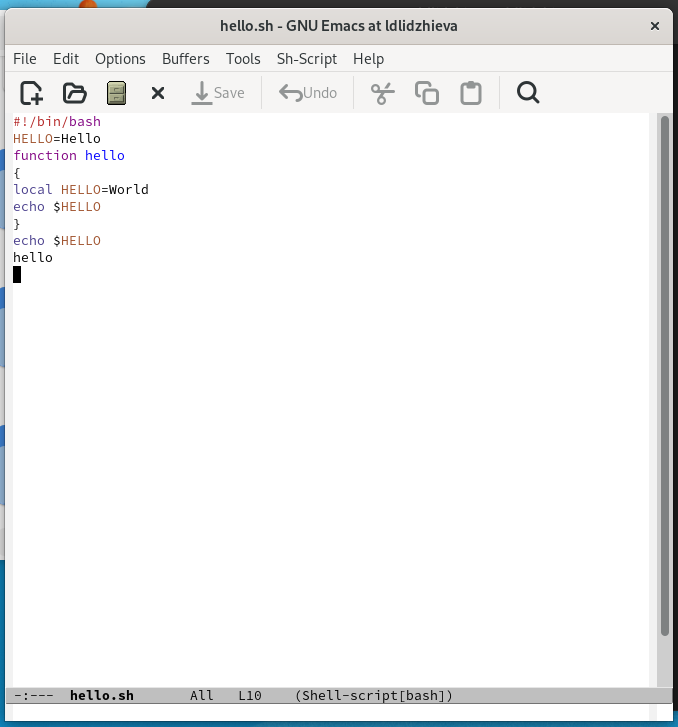 hello.sh - GNU Emacs at ldlidzhieva
File Edit Options Buffers Tools Sh-Script Help
Save Undo
#!/bin/bash
HELLO=Hello
function hello
{
local HELLO=World
echo $HELLO
}
echo $HELLO
hello
-:--- hello.sh All L10 (Shell-script[bash])